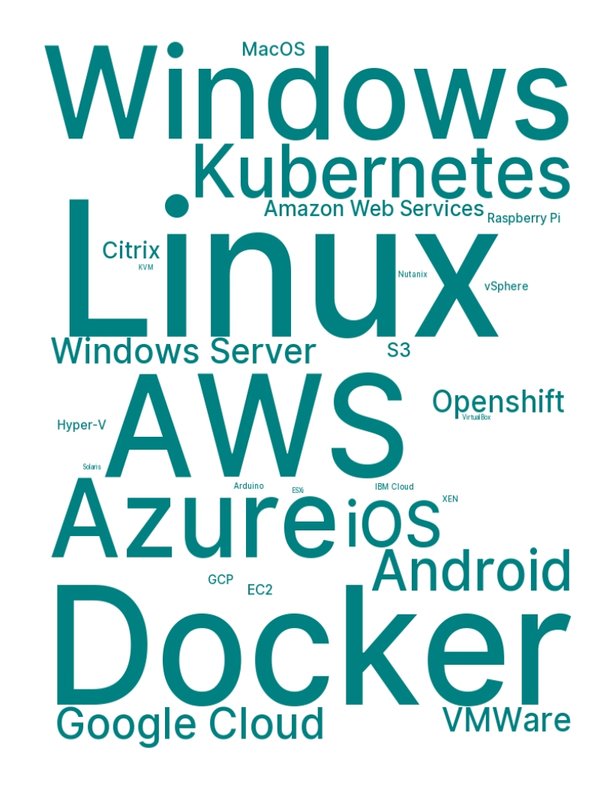 MacOS
Windows
Kubernetes
Amazon Web Services
Raspberry Pi
Linux
Citrix
KVM
Nutanix
vSphere
Windows Server
S3
AWS
Openshift
VirtualBox
Hyper-V
Solaris
Arduino
ESXi
IBM Cloud
XEN
Azure
iOS
Android
GCP
EC2
Docker
Google Cloud
VMWare